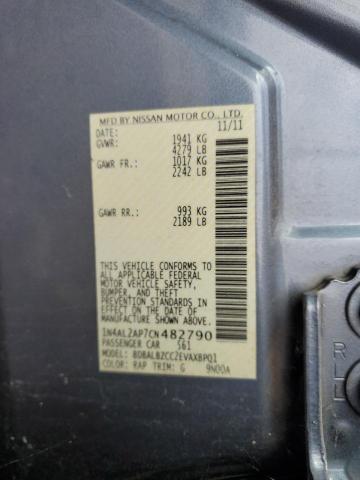 MFD BY NISSAN MOTOR CO., LTD.
DATE: 11/11
GVWR: 1941 KG
4279 LB
GAWR FR: 1017 KG
2242 LB
GAWR RR: 993 KG
2189 LB
THIS VEHICLE CONFORMS
TO ALL APPLICABLE FEDERAL
MOTOR VEHICLE SAFETY,
BUMPER, AND THEFT
PREVENTION STANDARDS
IN EFFECT ON THE DATE
OF MANUFACTURE SHOWN ABOVE.
1N4AL2AP7CN482790
PASSENGER CAR S61
MODEL: BDBALBZCC2EVAXBPQ1
COLOR: RAP TRIM: G 9N00A